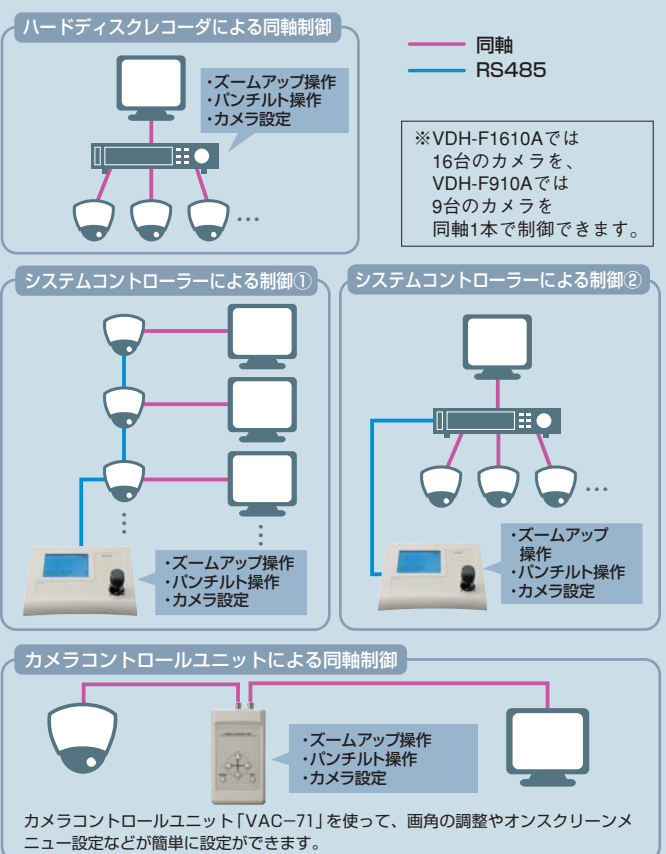 ハードディスクレコーダによる同軸制御
・ズームアップ操作
・パンチルト操作
・カメラ設定
…
同軸
RS485
※VDH-F1610Aでは
16台のカメラを、
VDH-F910Aでは
9台のカメラを
同軸1本で制御できます。
システムコントローラーによる制御①
・ズームアップ操作
・パンチルト操作
・カメラ設定
システムコントローラーによる制御②
…
・ズームアップ
操作
・パンチルト操作
・カメラ設定
カメラコントロールユニットによる同軸制御
・ズームアップ操作
・パンチルト操作
・カメラ設定
カメラコントロールユニット「VAC−71」を使って、画角の調整やオンスクリーンメ
ニュー設定などが簡単に設定ができます。